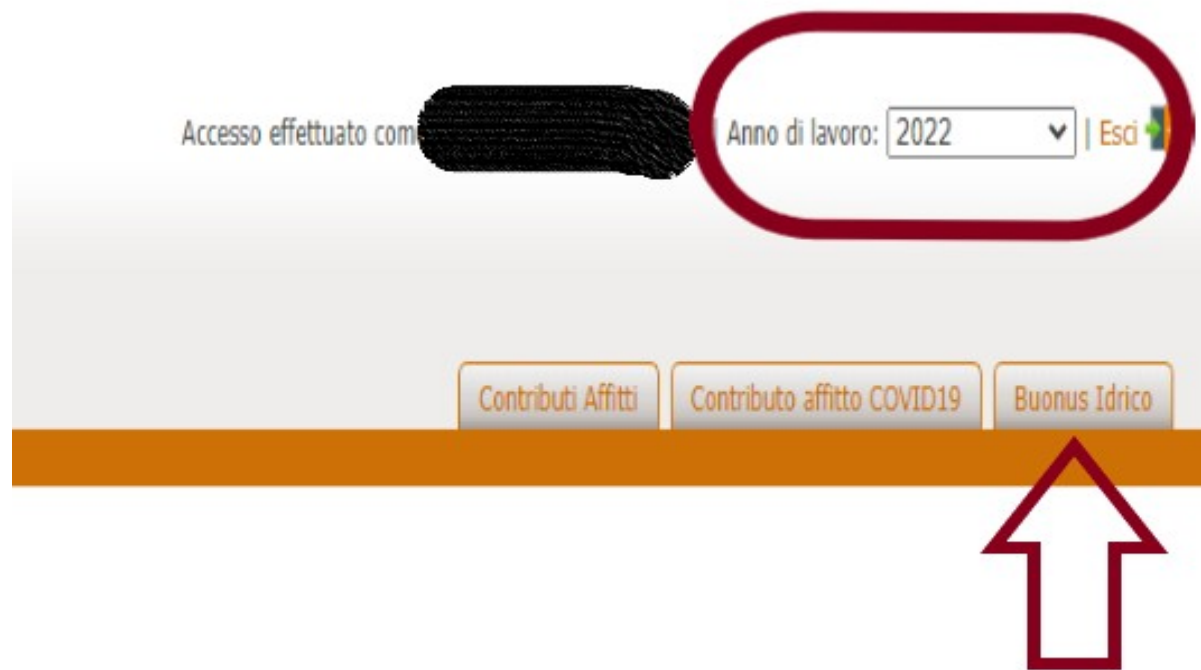 Accesso effettuato com | Anno di lavoro: 2022 | Esci
Contributi Affitti Contributo affitto COVID19 Buonus Idrico